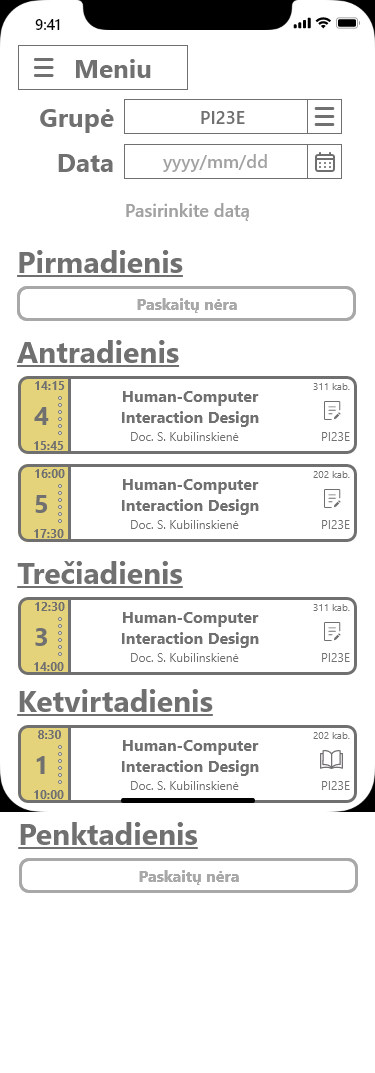 9:41
Meniu
Grupė PI23E
Data yyyy/mm/dd
Pasirinkite datą
Pirmadienis
Paskaitų nėra
Antradienis
14:15
311 kab.
Human-Computer
4
Interaction Design
Doc. S. Kubilinskienė
PI23E
15:45
16:00
202 kab.
Human-Computer
5
Interaction Design
Doc. S. Kubilinskienė
PI23E
17:30
Trečiadienis
12:30
311 kab.
Human-Computer
3
Interaction Design
Doc. S. Kubilinskienė
PI23E
14:00
Ketvirtadienis
8:30
202 kab.
Human-Computer
1
Interaction Design
Doc. S. Kubilinskienė
PI23E
10:00
Penktadienis
Paskaitų nėra